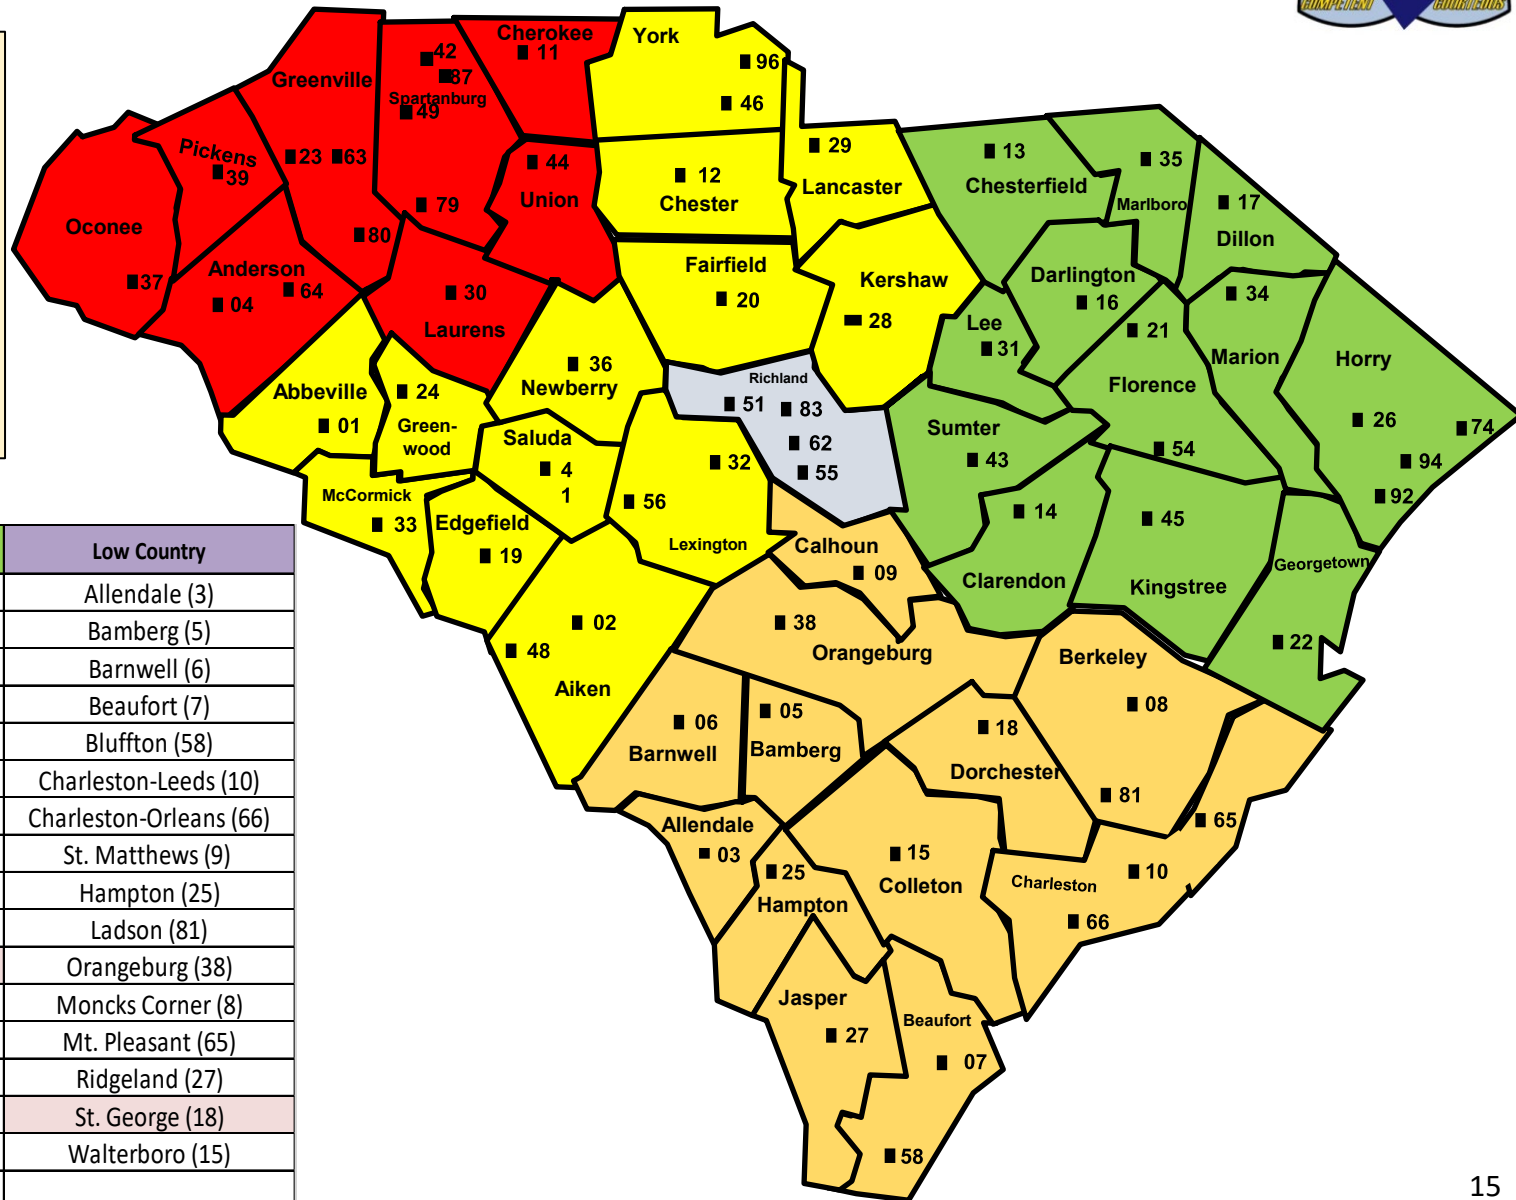 COMPETENT COURTEOUS
Cherokee
11
York
96
46
42
87
Spartanburg
49
79
Greenville
23 63
80
Pickens
39
Oconee
37
Anderson
64
04
44
Union
30
Laurens
12
Chester
29
Lancaster
Fairfield
20
Kershaw
28
13
Chesterfield
35
Marlboro
17
Dillon
Darlington
16
Lee
31
21
Florence
54
34
Marion
Horry
26
74
94
92
Abbeville
01
24
Green-
wood
36
Newberry
Saluda
4
1
McCormick
33
Edgefield
19
32
56
Lexington
Richland
51 83
62
55
Sumter
43
14
Clarendon
45
Kingstree
Georgetown
22
02
48
Aiken
Calhoun
09
38
Orangeburg
Berkeley
08
81
06
Barnwell
05
Bamberg
18
Dorchester
65
10
Charleston
66
Allendale
03
25
Hampton
15
Colleton
Jasper
27
Beaufort
07
58
Low Country
Allendale (3)
Bamberg (5)
Barnwell (6)
Beaufort (7)
Bluffton (58)
Charleston-Leeds (10)
Charleston-Orleans (66)
St. Matthews (9)
Hampton (25)
Ladson (81)
Orangeburg (38)
Moncks Corner (8)
Mt. Pleasant (65)
Ridgeland (27)
St. George (18)
Walterboro (15)
15